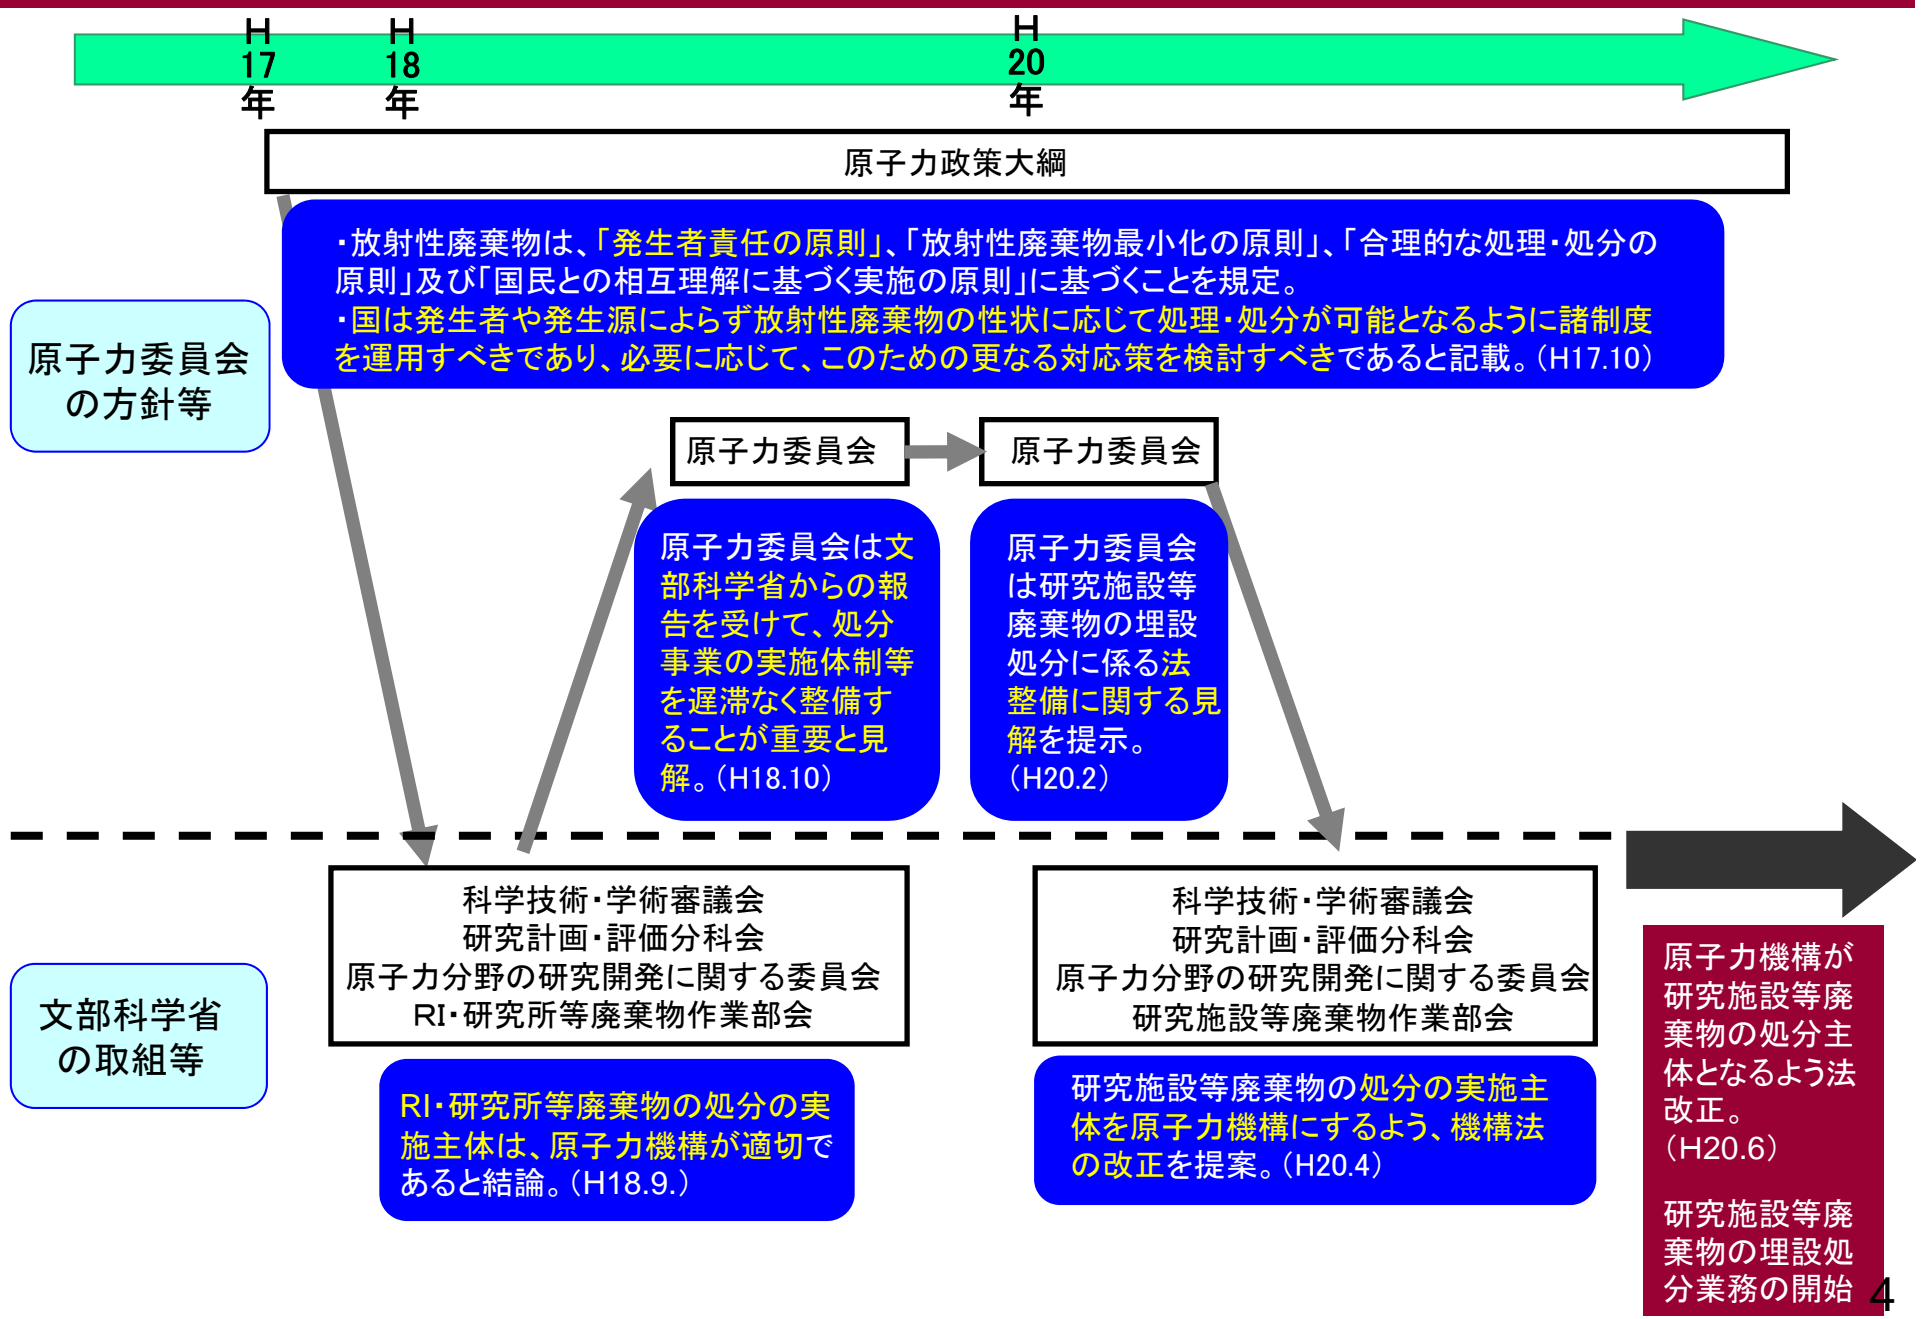 H17年
H18年
H20年
原子力政策大綱
・放射性廃棄物は、「発生者責任の原則」、「放射性廃棄物最小化の原則」、「合理的な処理・処分の
原則」及び「国民との相互理解に基づく実施の原則」に基づくことを規定。
・国は発生者や発生源によらず放射性廃棄物の性状に応じて処理・処分が可能となるように諸制度
を運用すべきであり、必要に応じて、このための更なる対応策を検討すべきであると記載。（H17.10）
原子力委員会
の方針等
原子力委員会
原子力委員会は文
部科学省からの報
告を受けて、処分
事業の実施体制等
を遅滞なく整備す
ることが重要と見
解。（H18.10）
原子力委員会
原子力委員会
は研究施設等
廃棄物の埋設
処分に係る法
整備に関する見
解を提示。
（H20.2）
文部科学省
の取組等
科学技術・学術審議会
研究計画・評価分科会
原子力分野の研究開発に関する委員会
RI・研究所等廃棄物作業部会
RI・研究所等廃棄物の処分の実
施主体は、原子力機構が適切で
あると結論。（H18.9.）
科学技術・学術審議会
研究計画・評価分科会
原子力分野の研究開発に関する委員会
研究施設等廃棄物作業部会
研究施設等廃棄物の処分の実施主
体を原子力機構にするよう、機構法
の改正を提案。（H20.4）
原子力機構が
研究施設等廃
棄物の処分主
体となるよう法
改正。
（H20.6）
研究施設等廃
棄物の埋設処
分業務の開始
4